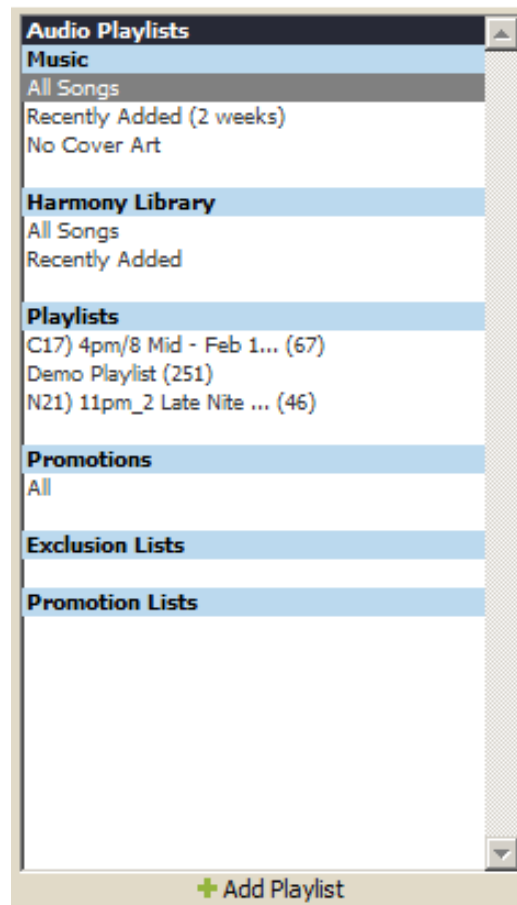 Audio Playlists
Music
All Songs
Recently Added (2 weeks)
No Cover Art
Harmony Library
All Songs
Recently Added
Playlists
C17) 4pm/8 Mid - Feb 1... (67)
Demo Playlist (251)
N21) 11pm_2 Late Nite ... (46)
Promotions
All
Exclusion Lists
Promotion Lists
Add Playlist